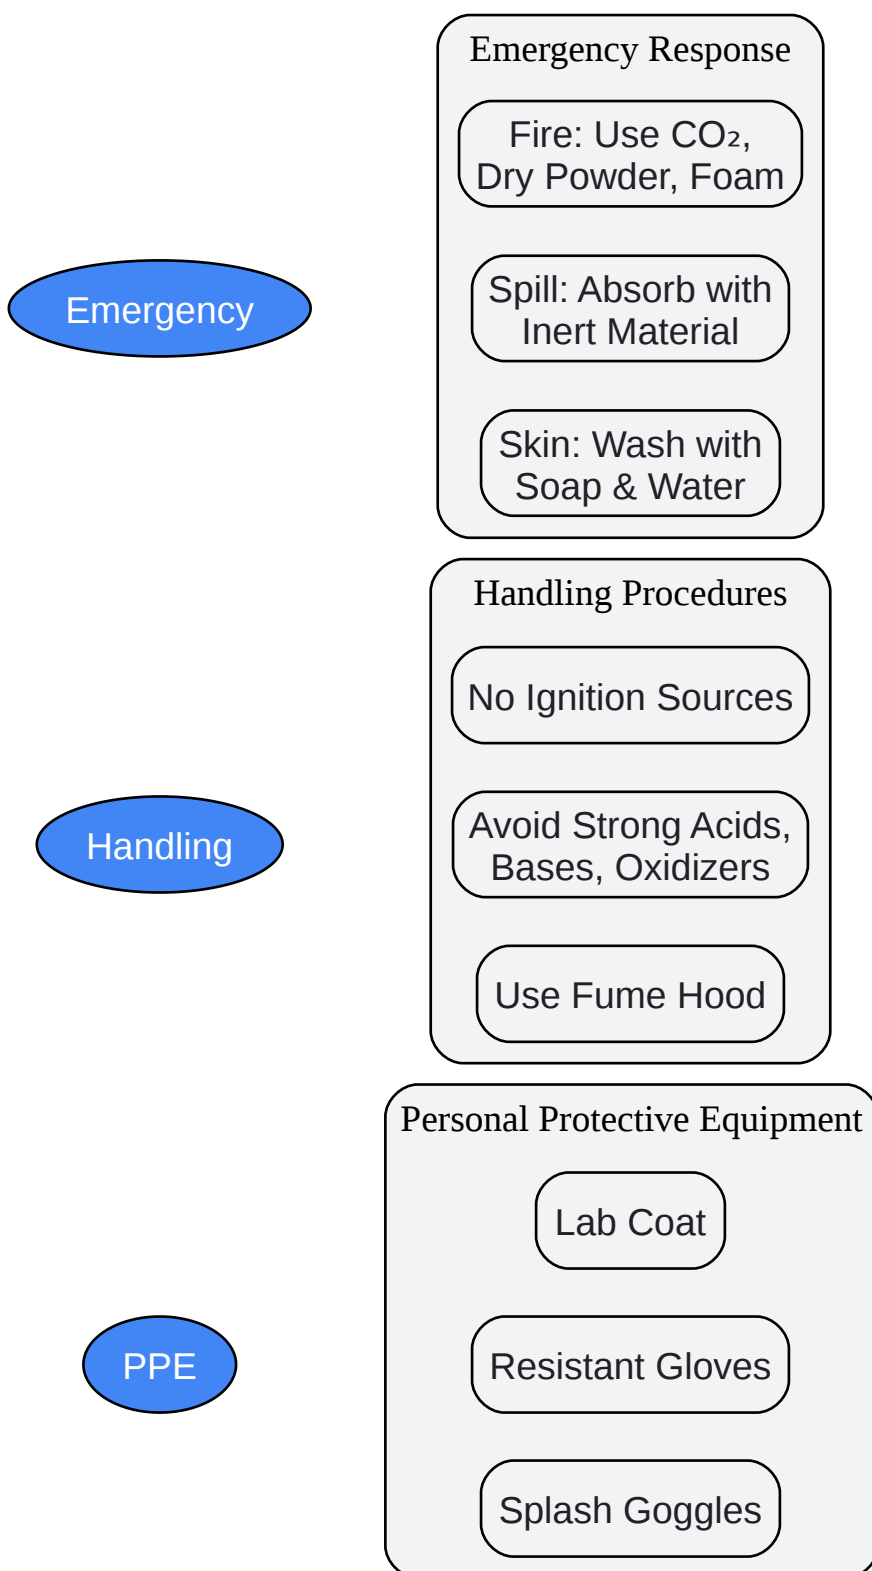 Emergency Response
Fire: Use CO₂,
Dry Powder, Foam
Emergency
Spill: Absorb with
Inert Material
Skin: Wash with
Soap & Water
Handling Procedures
No Ignition Sources
Handling
Avoid Strong Acids,
Bases, Oxidizers
Use Fume Hood
Personal Protective Equipment
Lab Coat
PPE
Resistant Gloves
Splash Goggles